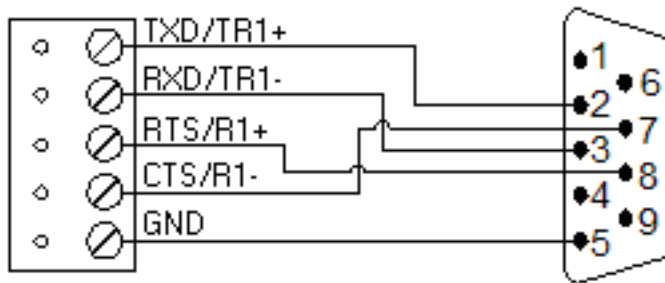 TXD/TR1+
RXD/TR1-
RTS/R1+
CTS/R1-
GND
1
6
2
7
3
8
4
9
5